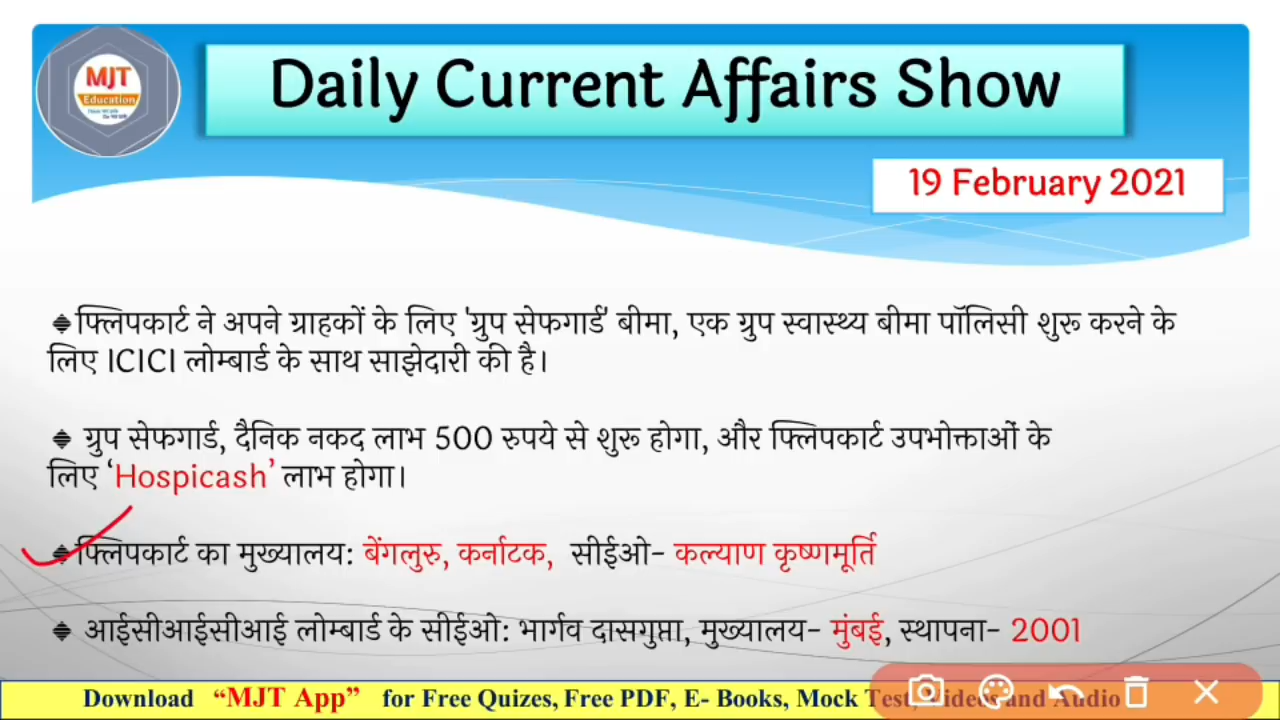 MJT
Education
Daily Current Affairs Show
19 February 2021
फ्लिपकार्ट ने अपने ग्राहकों के लिए 'ग्रुप सेफगार्ड' बीमा, एक ग्रुप स्वास्थ्य बीमा पॉलिसी शुरू करने के
लिए ICICI लोम्बार्ड के साथ साझेदारी की है।
ग्रुप सेफगार्ड, दैनिक नकद लाभ 500 रुपये से शुरू होगा, और फ्लिपकार्ट उपभोक्ताओं के
लिए ‘Hospicash’ लाभ होगा।
फ्लिपकार्ट का मुख्यालय: बेंगलुरु, कर्नाटक, सीईओ- कल्याण कृष्णमूर्ति
आईसीआईसीआई लोम्बार्ड के सीईओ: भार्गव दासगुप्ता, मुख्यालय- मुंबई, स्थापना- 2001
Download “MJT App” for Free Quizes, Free PDF, E- Books, Mock Test, Videos and Audio